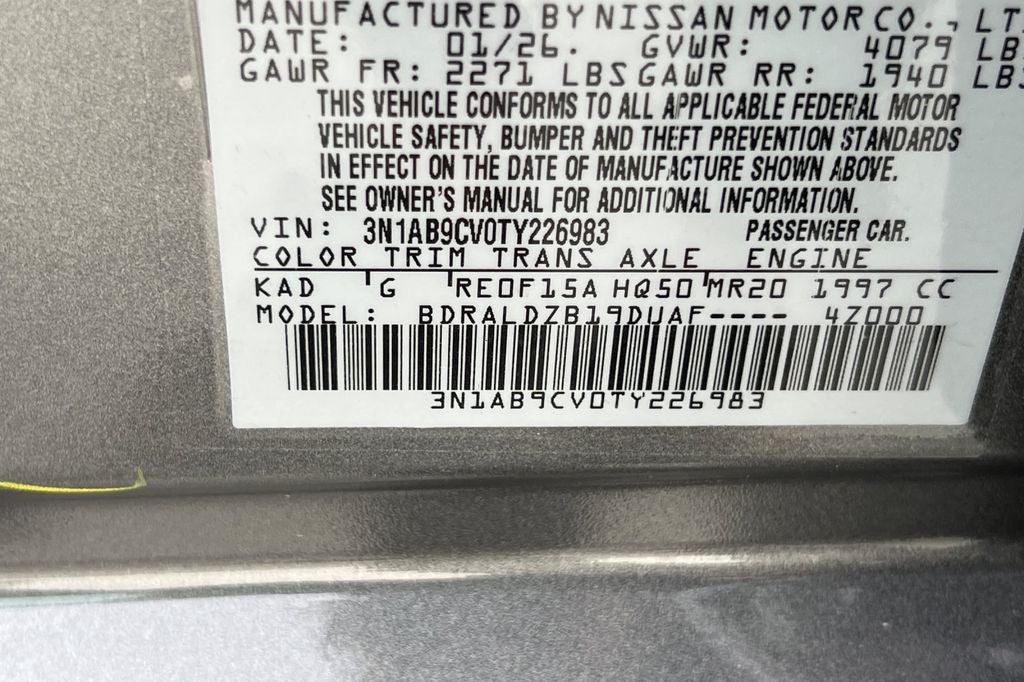 MANUFACTURED BY NISSAN MOTOR CO., LT
DATE: 01/26. GVWR: 4079 LB
GAWR FR: 2271 LBS GAWR RR: 1940 LBS
THIS VEHICLE CONFORMS TO ALL APPLICABLE FEDERAL MOTOR
VEHICLE SAFETY, BUMPER AND THEFT PREVENTION STANDARDS
IN EFFECT ON THE DATE OF MANUFACTURE SHOWN ABOVE.
SEE OWNER'S MANUAL FOR ADDITIONAL INFORMATION.
VIN: 3N1AB9CV0TY226983 PASSENGER CAR.
COLOR TRIM TRANS AXLE ENGINE
KAD G RE0F15A HQ50 MR20 1997 CC
MODEL: BDRALDZB19DUAF---- 4Z000
3N1AB9CV0TY226983